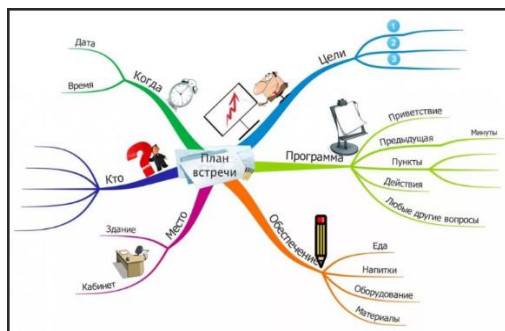 Дата
Время
Когда
Цели
1
2
3
Кто
План
встречи
Программа
Приветствие
Предыдущая
Минуты
Пункты
Действия
Любые другие вопросы
Место
Здание
Кабинет
Обеспечение
Еда
Напитки
Оборудование
Материалы